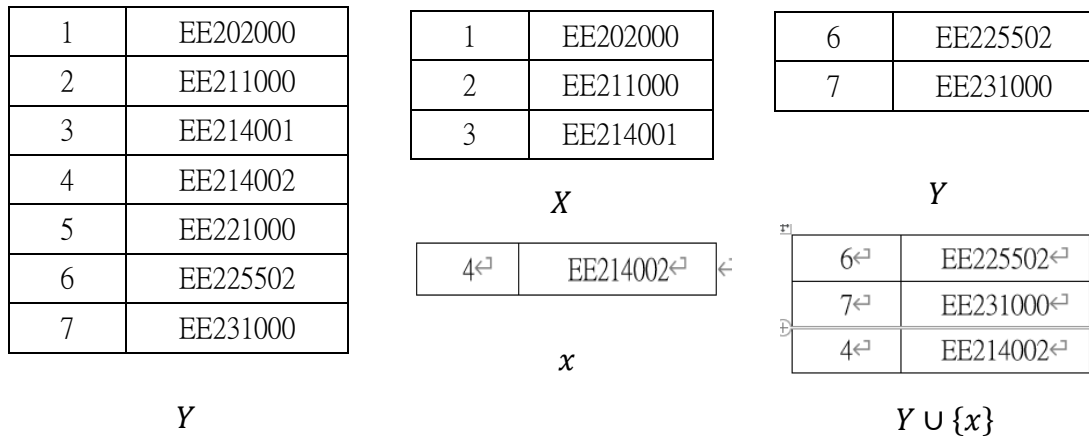 1 EE202000
2 EE211000
3 EE214001
4 EE214002
5 EE221000
6 EE225502
7 EE231000
Y
1 EE202000
2 EE211000
3 EE214001
X
4↵ EE214002↵ ↵
x
6 EE225502
7 EE231000
Y
6↵ EE225502↵
7↵ EE231000↵
4↵ EE214002↵
Y ∪ {x}